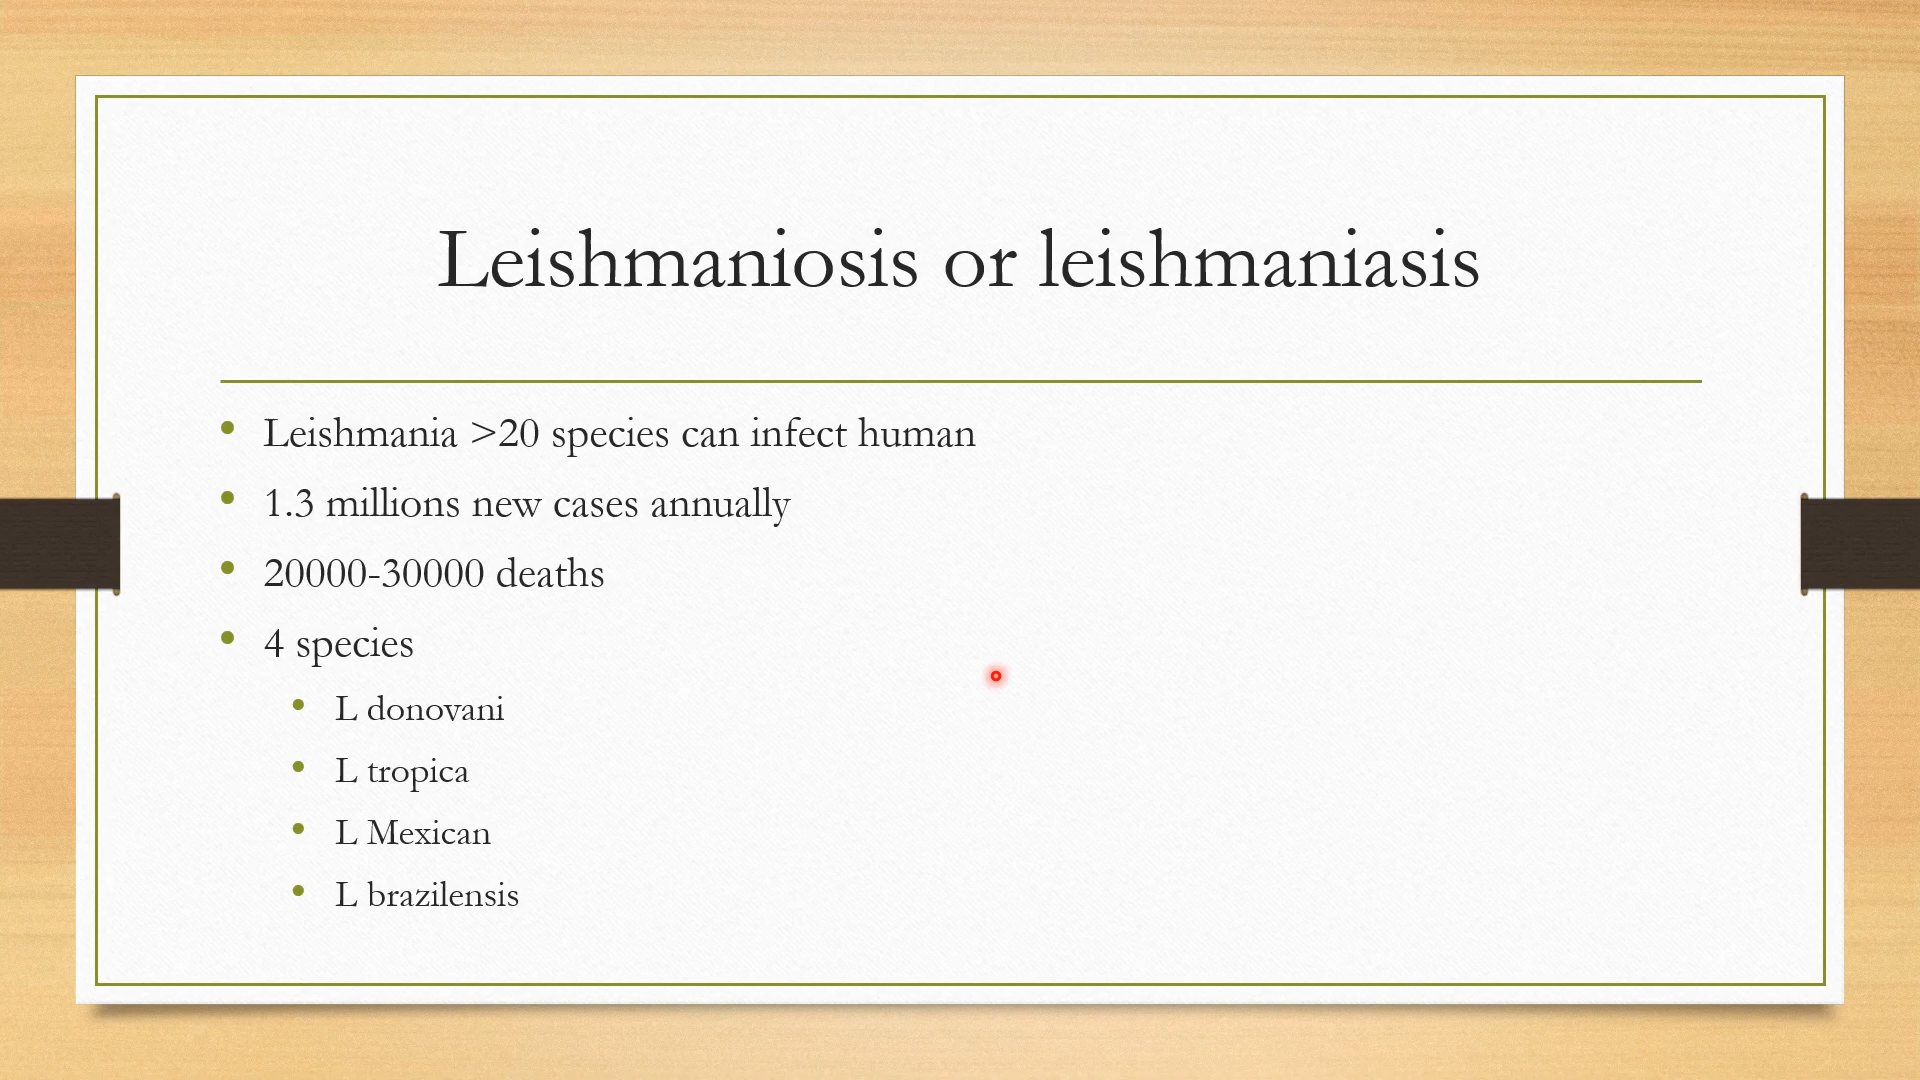 Leishmaniosis or leishmaniasis
Leishmania >20 species can infect human
1.3 millions new cases annually
20000-30000 deaths
4 species
L donovani
L tropica
L Mexican
L brazilensis